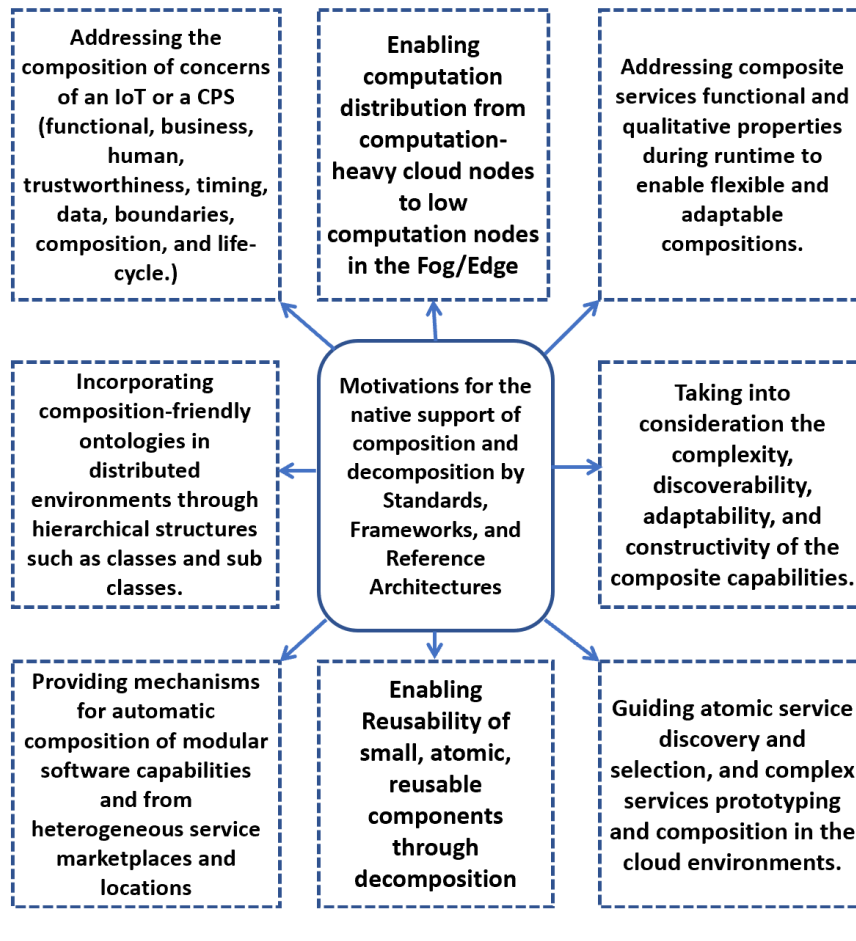 Addressing the
composition of concerns
of an IoT or a CPS
(functional, business,
human,
trustworthiness, timing,
data, boundaries,
composition, and life-
cycle.)
Enabling
computation
distribution from
computation-
heavy cloud nodes
to low
computation nodes
in the Fog/Edge
Addressing composite
services functional and
qualitative properties
during runtime to
enable flexible and
adaptable
compositions.
Incorporating
composition-friendly
ontologies in
distributed
environments through
hierarchical structures
such as classes and sub
classes.
Motivations for the
native support of
composition and
decomposition by
Standards,
Frameworks, and
Reference
Architectures
Taking into
consideration the
complexity,
discoverability,
adaptability, and
constructivity of the
composite capabilities.
Providing mechanisms
for automatic
composition of modular
software capabilities
and from
heterogeneous service
marketplaces and
locations
Enabling
Reusability of
small, atomic,
reusable
components
through
decomposition
Guiding atomic service
discovery and
selection, and complex
services prototyping
and composition in the
cloud environments.